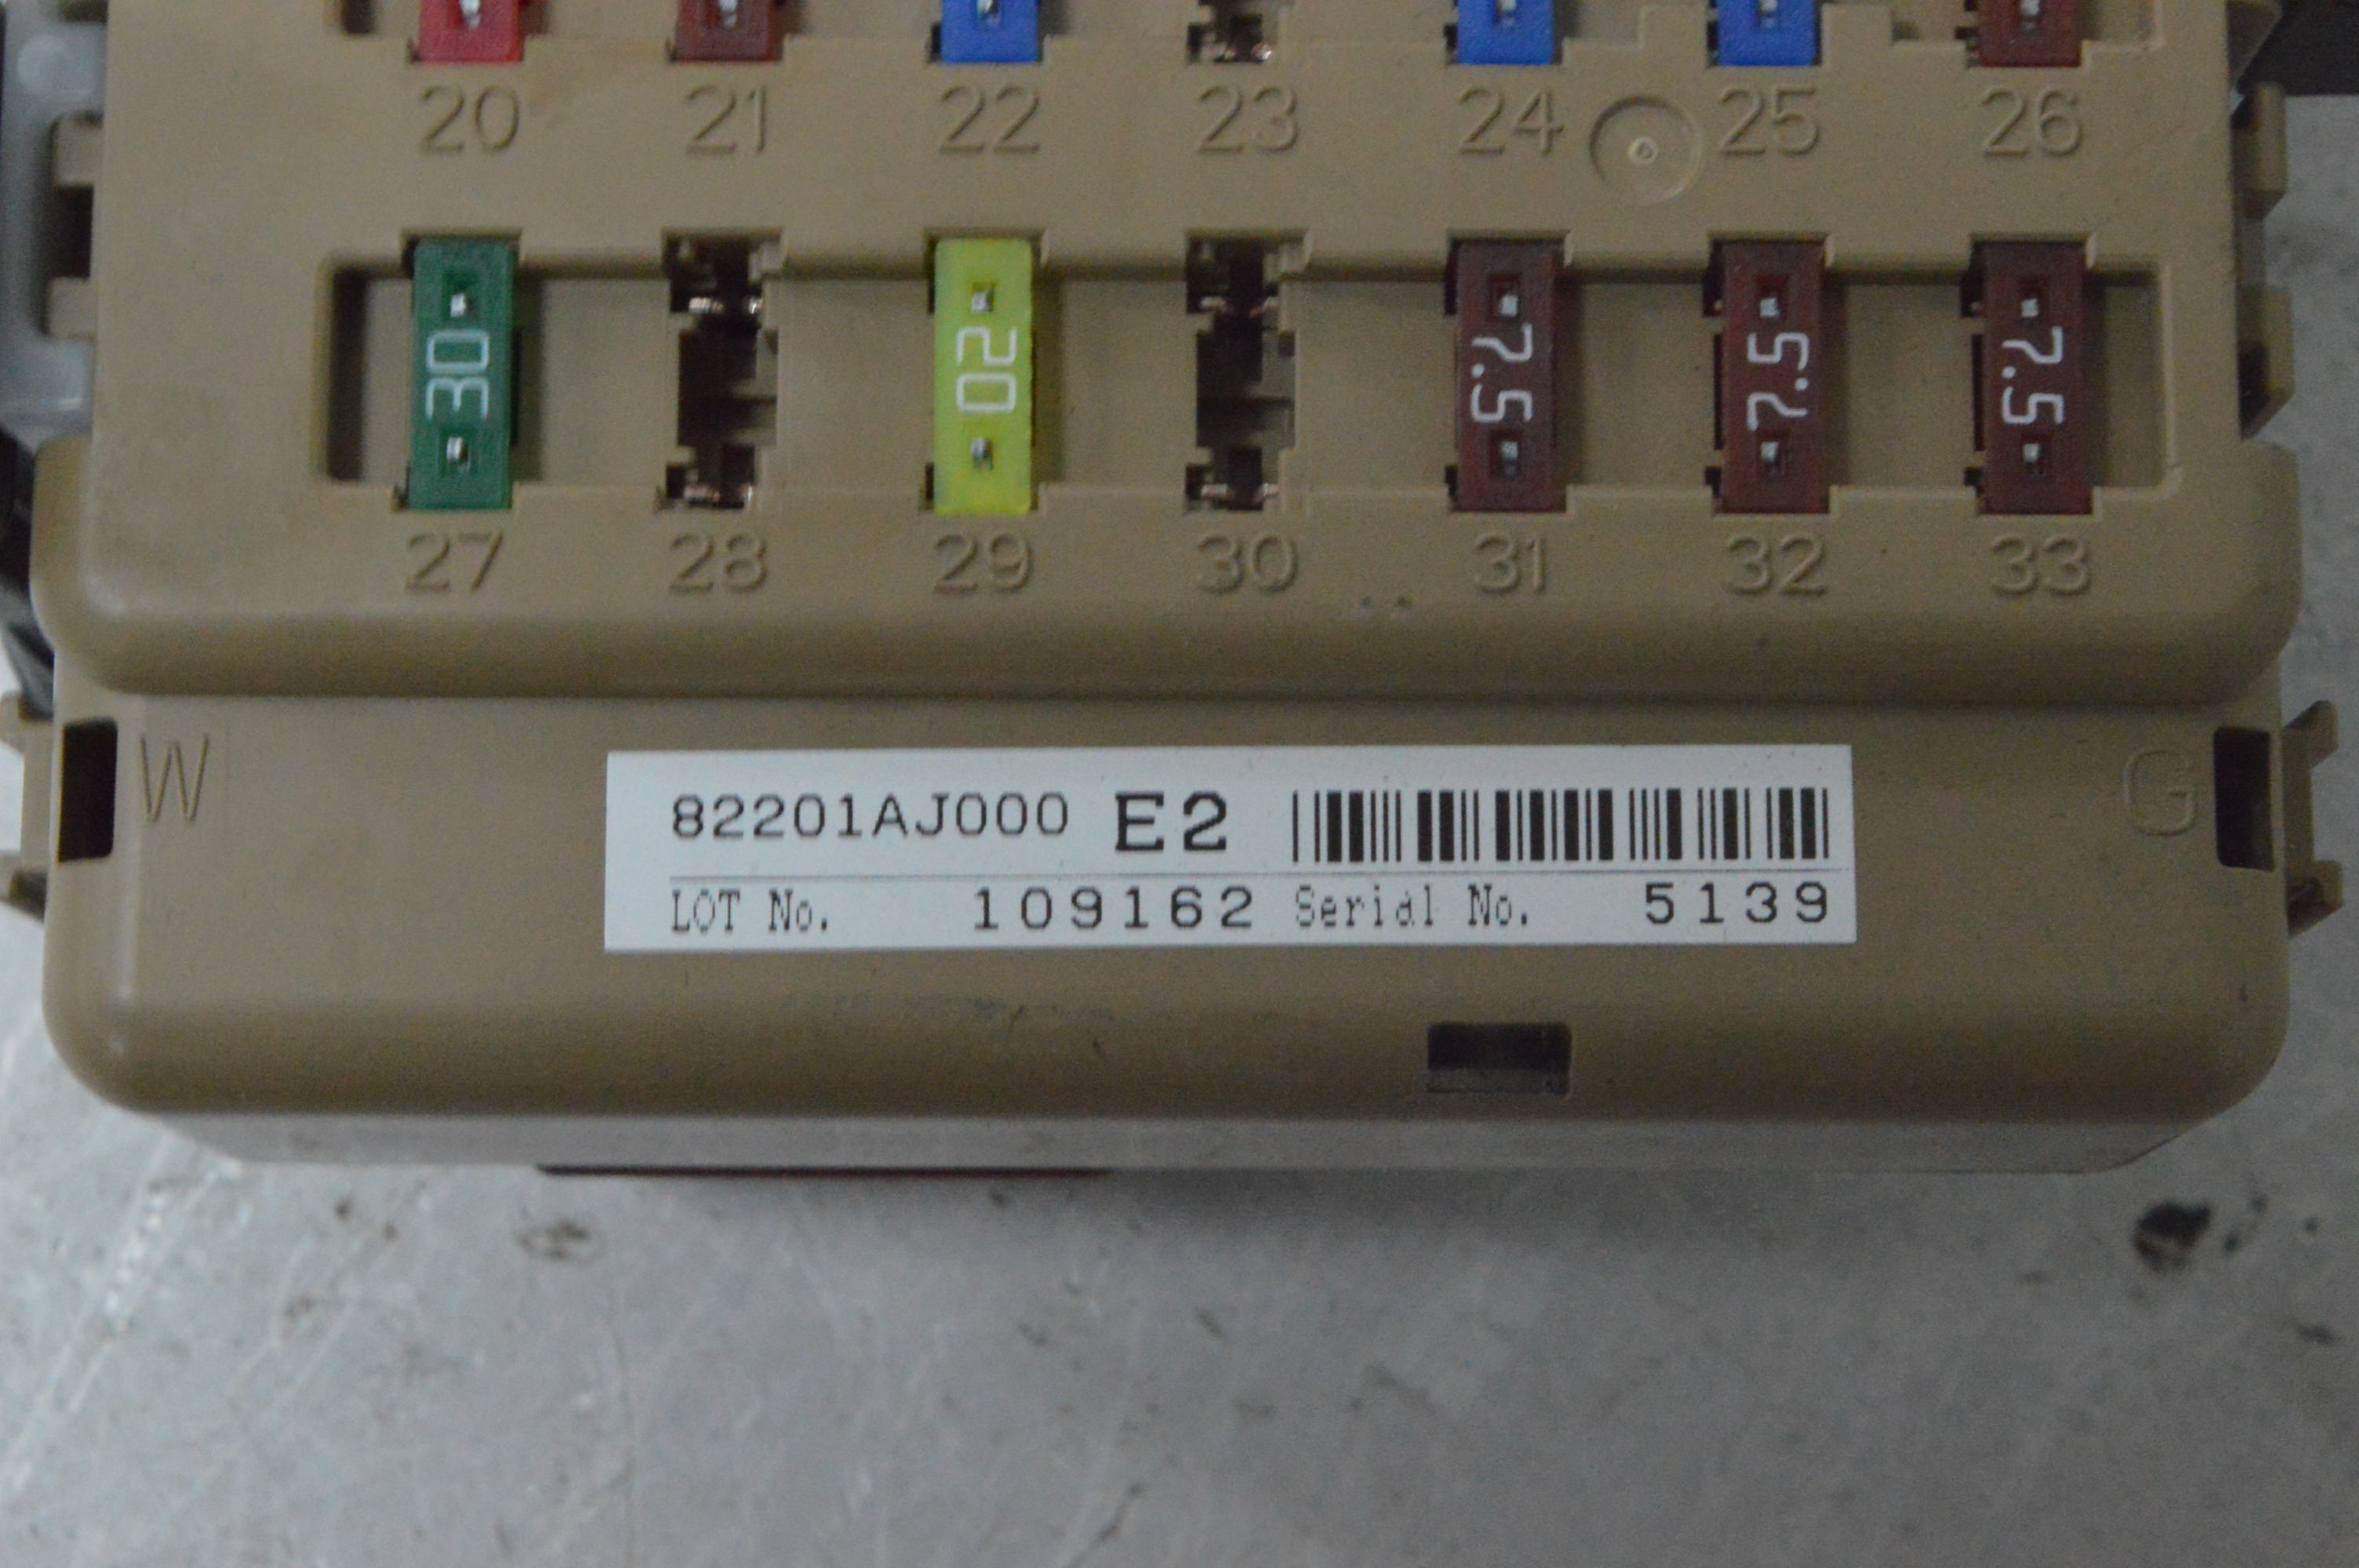 20 21 22 23 24 25 26
30 20 7.5 7.5 7.5
27 28 29 30 31 32 33
W G
82201AJ000 E2
LOT No. 109162 Serial No. 5139